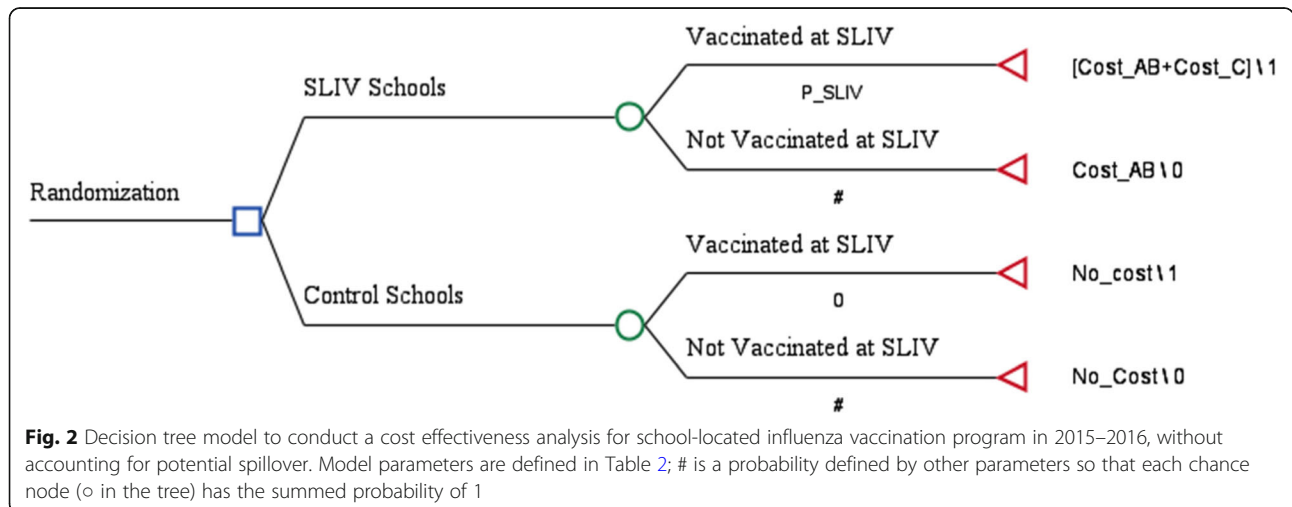 Vaccinated at SLIV
[Cost_AB+Cost_C]\1
P_SLIV
SLIV Schools
Not Vaccinated at SLIV
Cost_AB\0
#
Randomization
Vaccinated at SLIV
No_cost\1
0
Control Schools
Not Vaccinated at SLIV
No_Cost\0
#
Fig. 2 Decision tree model to conduct a cost effectiveness analysis for school-located influenza vaccination program in 2015–2016, without
accounting for potential spillover. Model parameters are defined in Table 2; # is a probability defined by other parameters so that each chance
node (○ in the tree) has the summed probability of 1